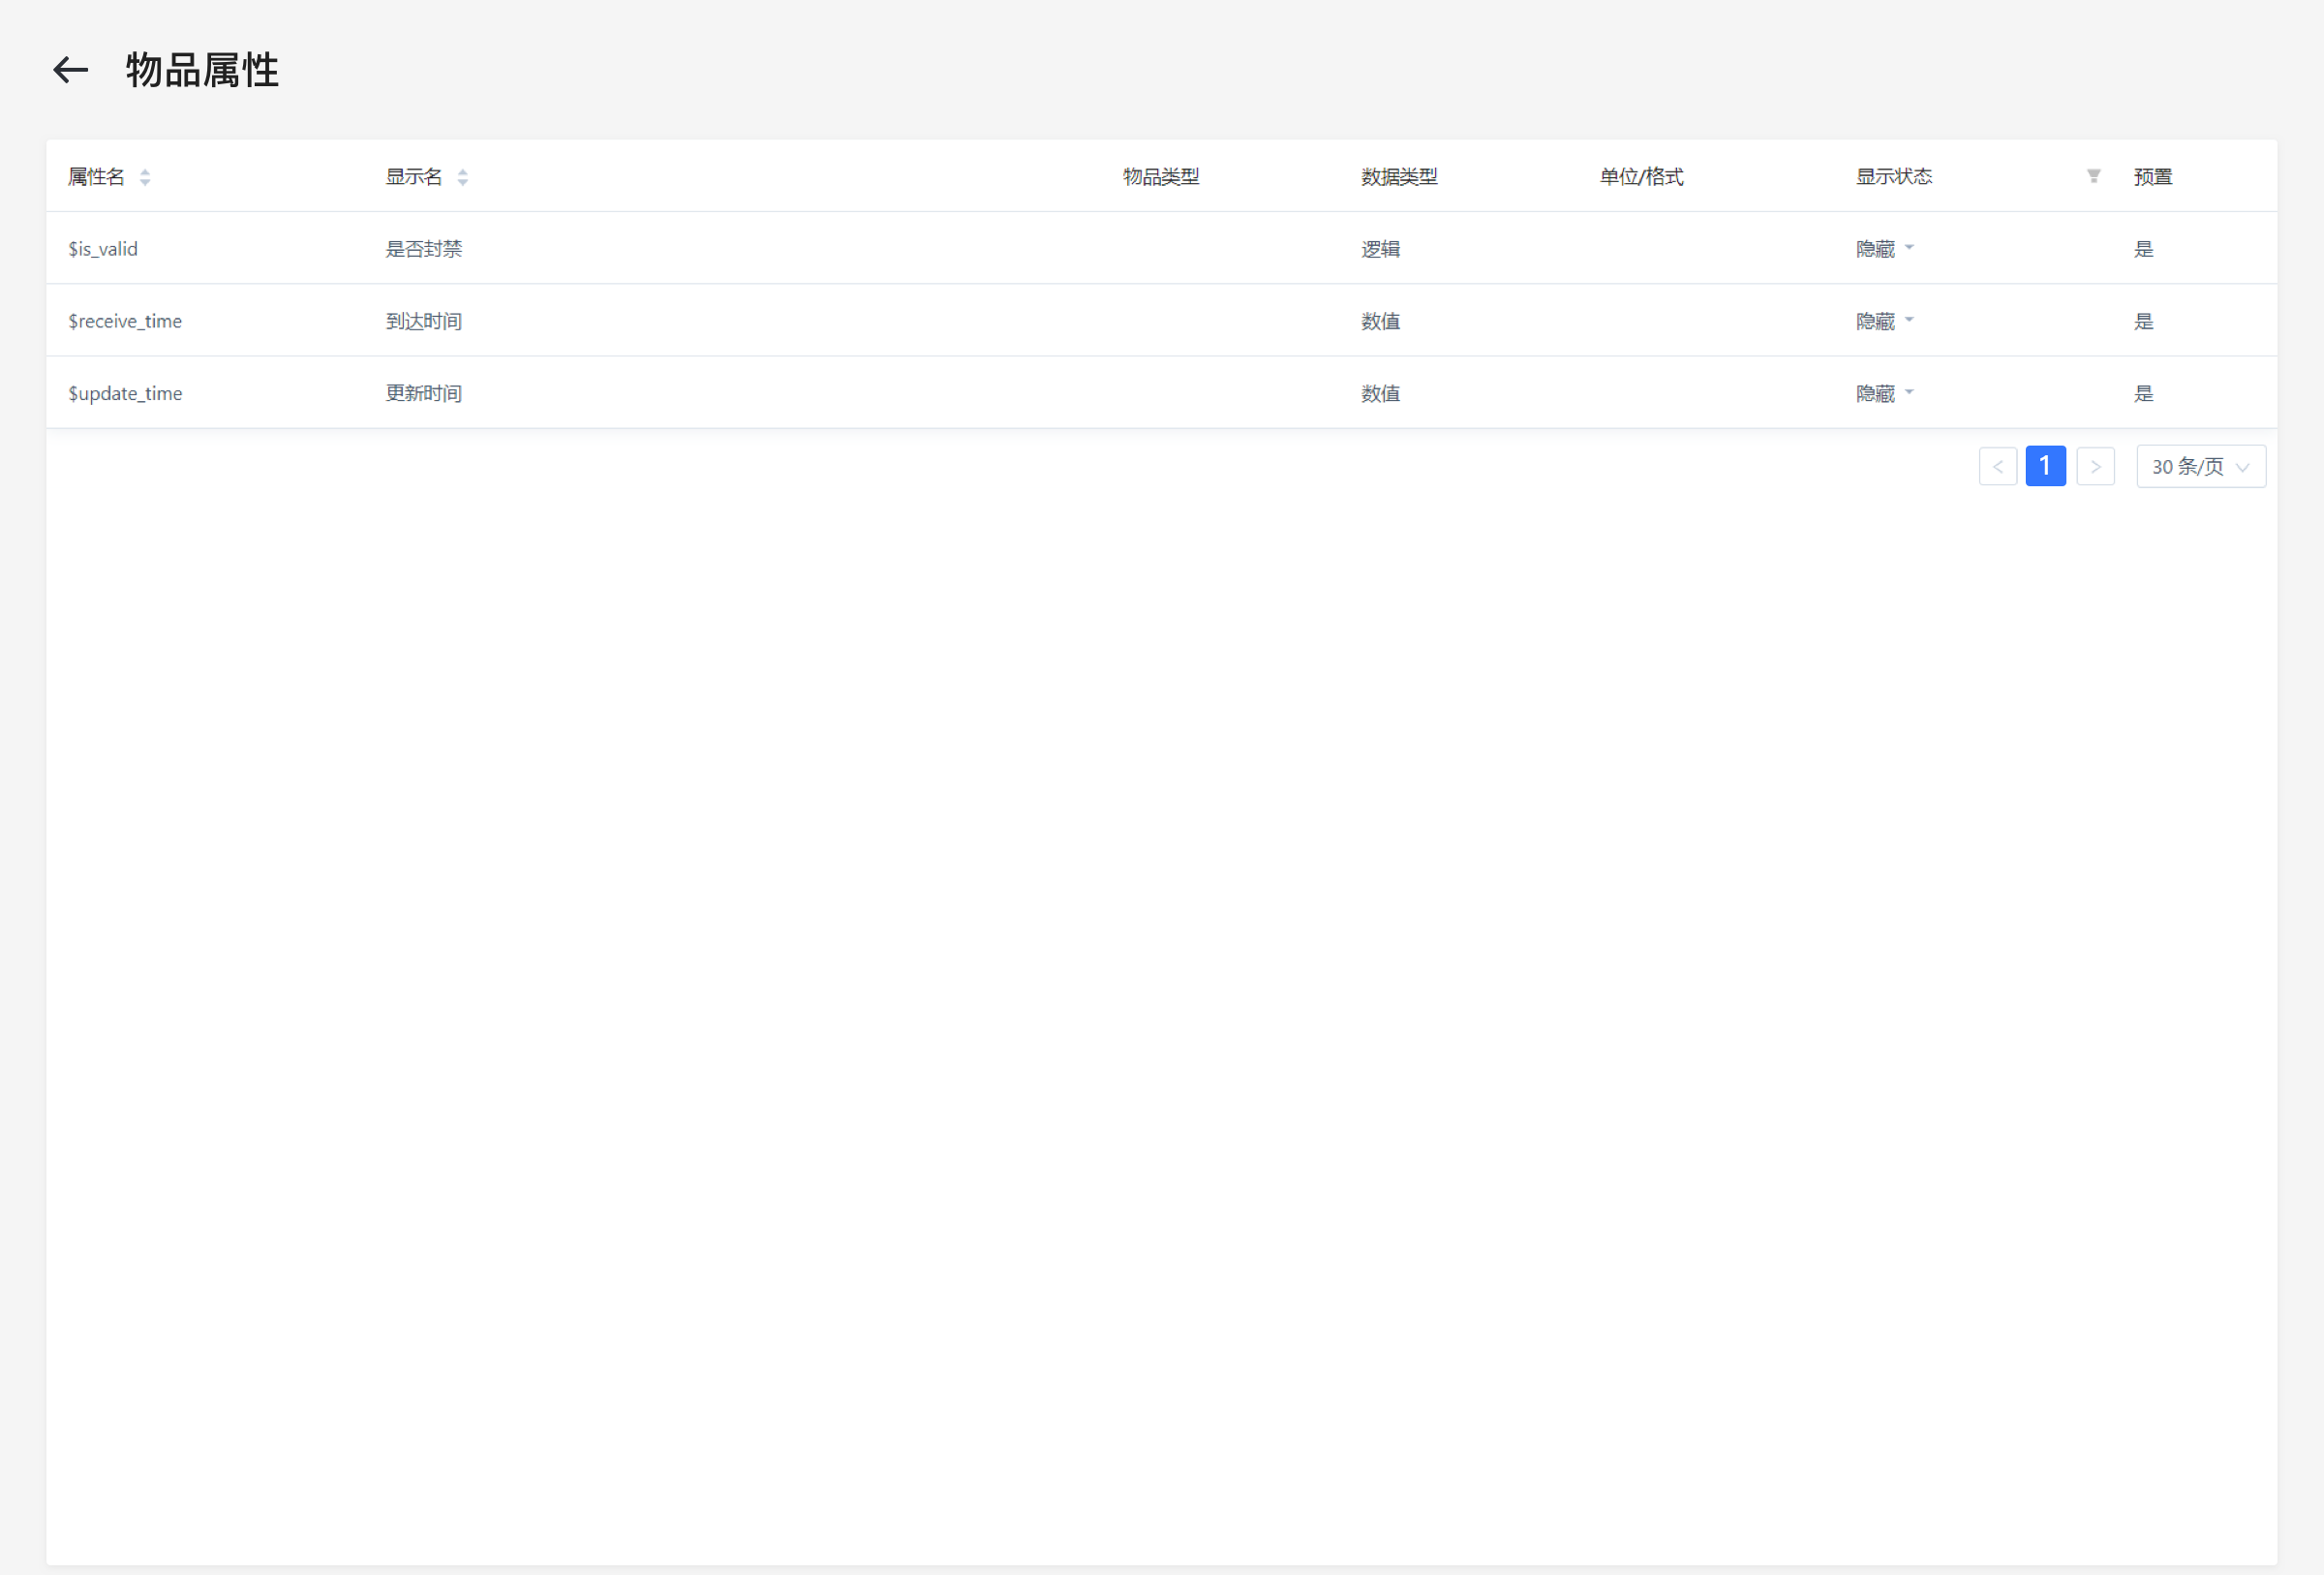 物品属性
属性名 显示名 物品类型 数据类型 单位/格式 显示状态 预置
$is_valid 是否封禁 逻辑 隐藏 是
$receive_time 到达时间 数值 隐藏 是
$update_time 更新时间 数值 隐藏 是
< 1 > 30 条/页